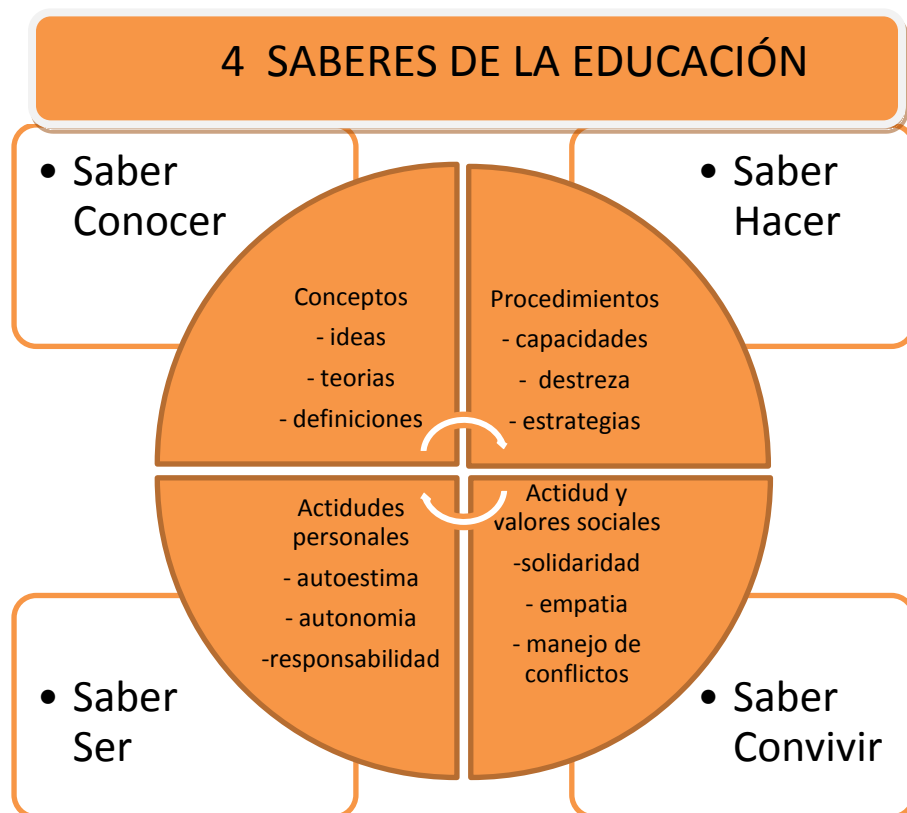 4 SABERES DE LA EDUCACIÓN
• Saber
Conocer
• Saber
Hacer
Conceptos
- ideas
- teorias
- definiciones
Procedimientos
- capacidades
- destreza
- estrategias
Actidudes
personales
- autoestima
- autonomia
-responsabilidad
Actidud y
valores sociales
-solidaridad
- empatia
- manejo de
conflictos
• Saber
Ser
• Saber
Convivir